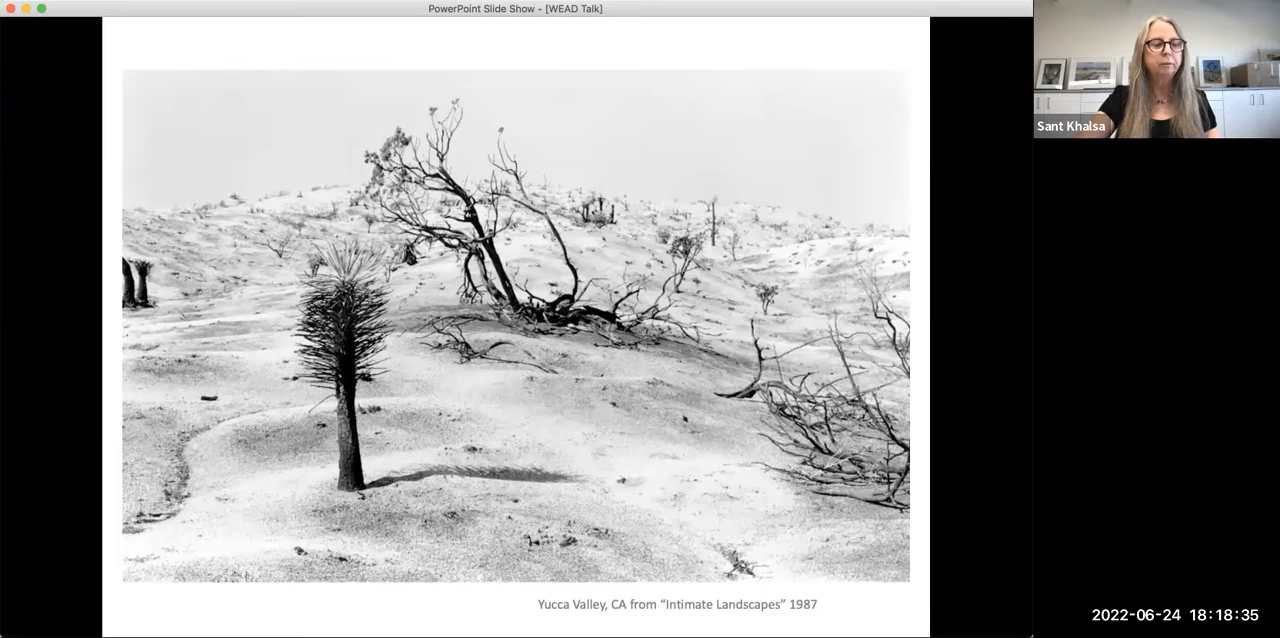 PowerPoint Slide Show - [WEAD Talk]
Sant Khalsa
Yucca Valley, CA from “Intimate Landscapes” 1987
2022-06-24 18:18:35